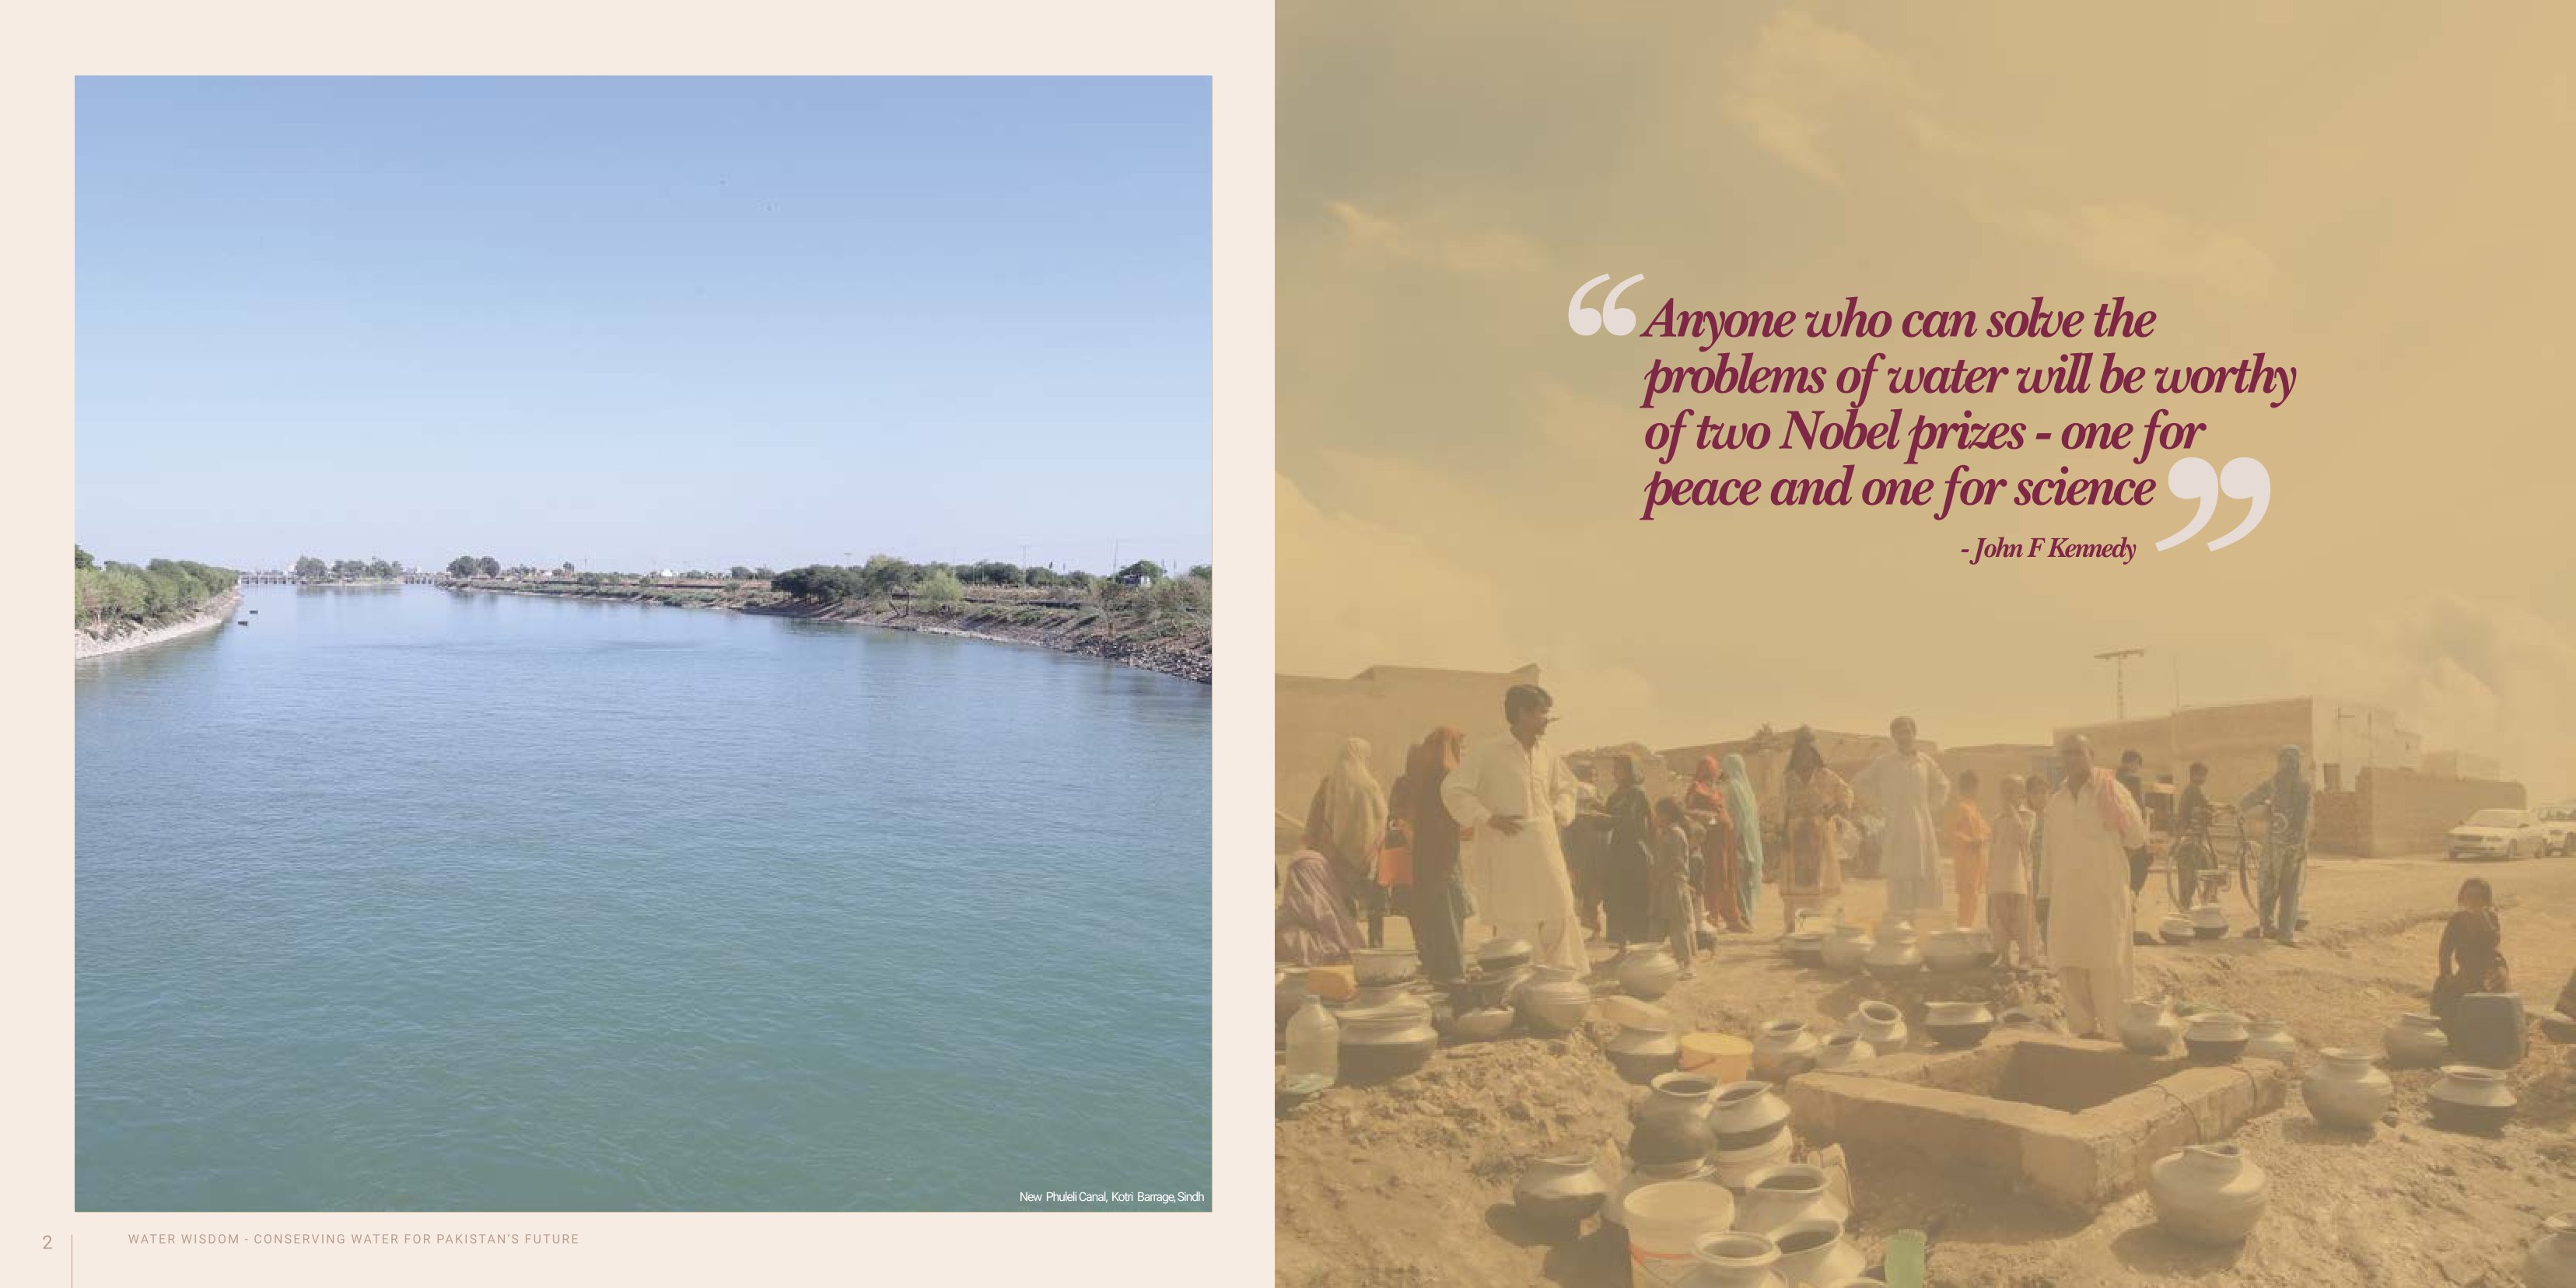 New Phuleli Canal, Kotri Barrage, Sindh
2
WATER WISDOM - CONSERVING WATER FOR PAKISTAN'S FUTURE
“Anyone who can solve the
problems of water will be worthy
of two Nobel prizes - one for
peace and one for science”
- John F Kennedy